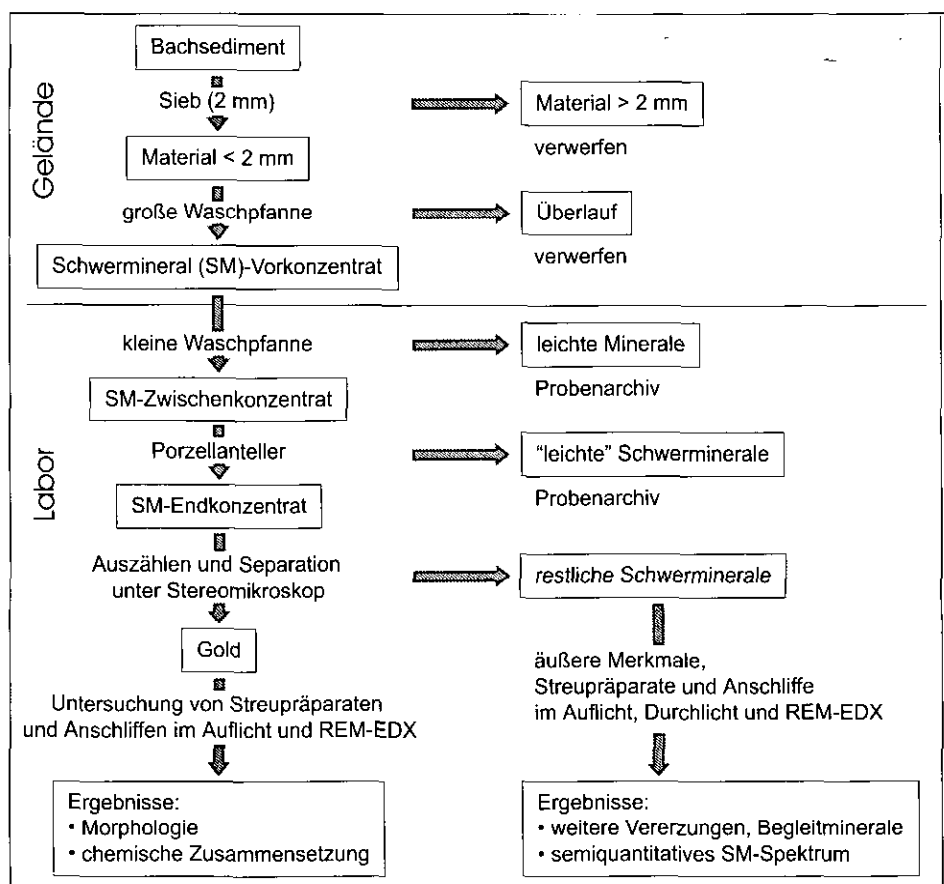 Gelände
Bachsediment
Sieb (2 mm)
Material > 2 mm
verwerfen
Material < 2 mm
große Waschpfanne
Überlauf
verwerfen
Schwermineral (SM)-Vorkonzentrat
Labor
kleine Waschpfanne
leichte Minerale
Probenarchiv
SM-Zwischenkonzentrat
Porzellanteller
"leichte" Schwerminerale
Probenarchiv
SM-Endkonzentrat
Auszählen und Separation
unter Stereomikroskop
restliche Schwerminerale
Gold
Untersuchung von Streupräparaten
und Anschliffen im Auflicht und REM-EDX
äußere Merkmale,
Streupräparate und Anschliffe
im Auflicht, Durchlicht und REM-EDX
Ergebnisse:
• Morphologie
• chemische Zusammensetzung
Ergebnisse:
• weitere Vererzungen, Begleitminerale
• semiquantitatives SM-Spektrum